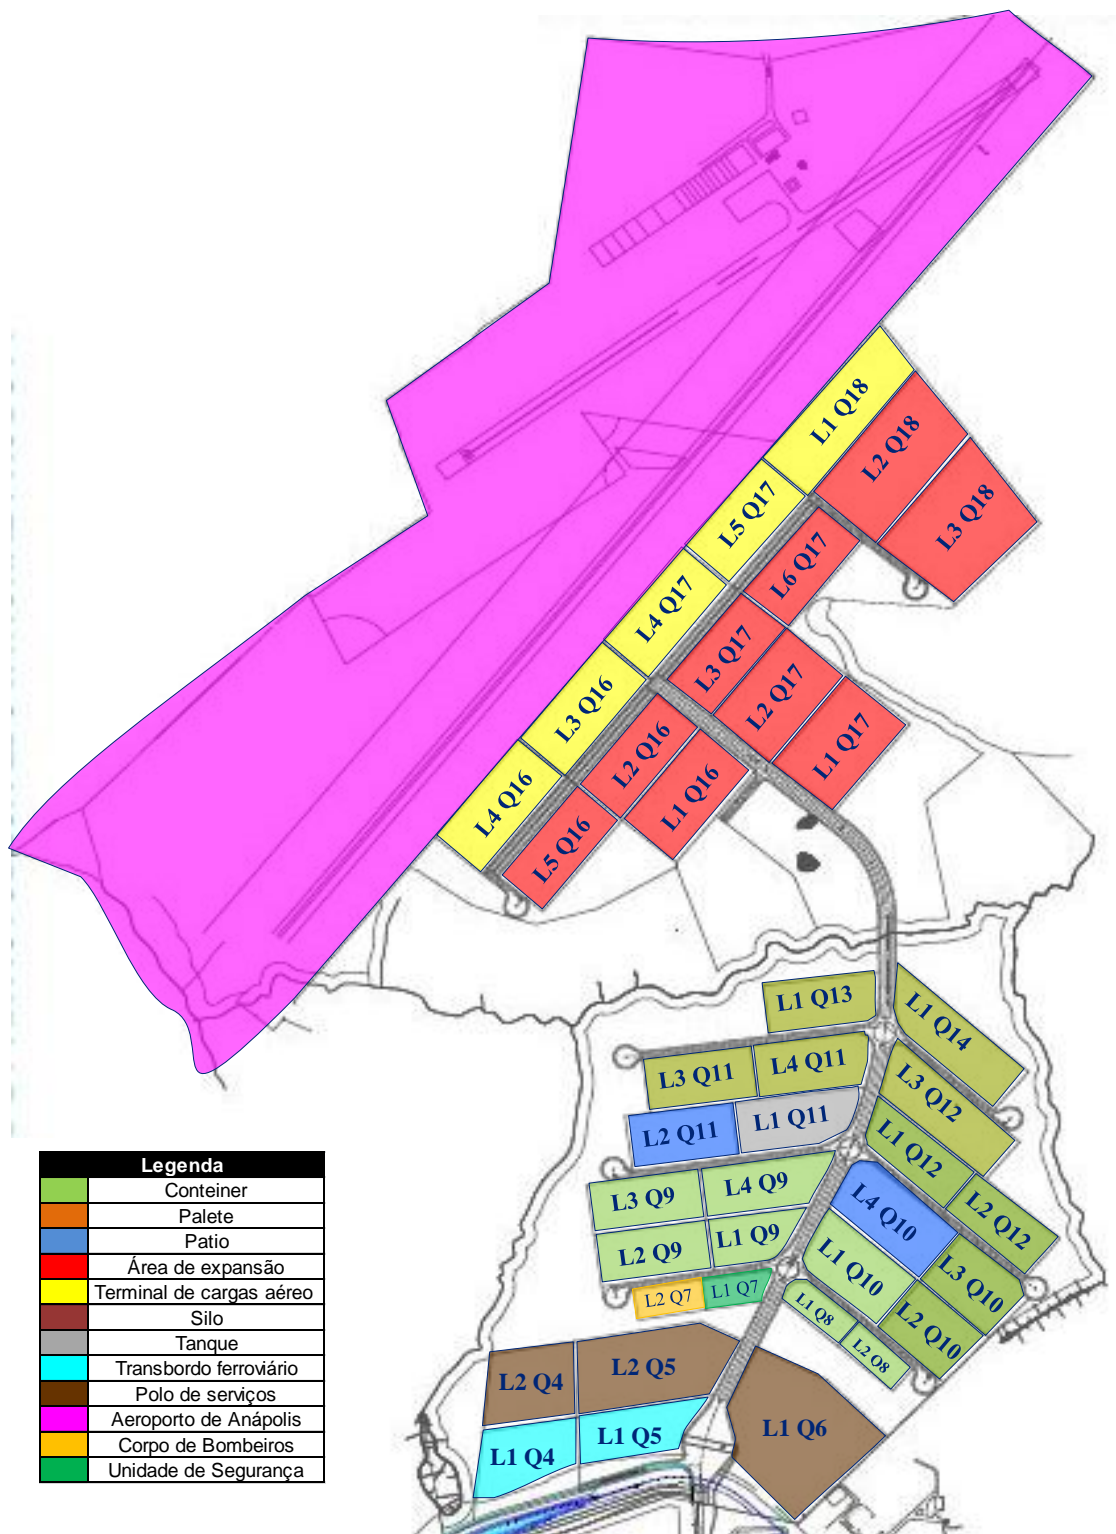 L1 Q18
L2 Q18
L3 Q18
L5 Q17
L6 Q17
L4 Q17
L3 Q17
L2 Q17
L1 Q17
L3 Q16
L2 Q16
L1 Q16
L4 Q16
L5 Q16
L1 Q13
L1 Q14
L3 Q11
L4 Q11
L3 Q12
L2 Q11
L1 Q11
L1 Q12
L2 Q12
L3 Q9
L4 Q9
L4 Q10
L2 Q9
L1 Q9
L1 Q10
L3 Q10
L2 Q10
L2 Q7
L1 Q7
L1 Q8
L2 Q8
L2 Q4
L2 Q5
L1 Q4
L1 Q5
L1 Q6
Legenda
Conteiner
Palete
Patio
Área de expansão
Terminal de cargas aéreo
Silo
Tanque
Transbordo ferroviário
Polo de serviços
Aeroporto de Anápolis
Corpo de Bombeiros
Unidade de Segurança